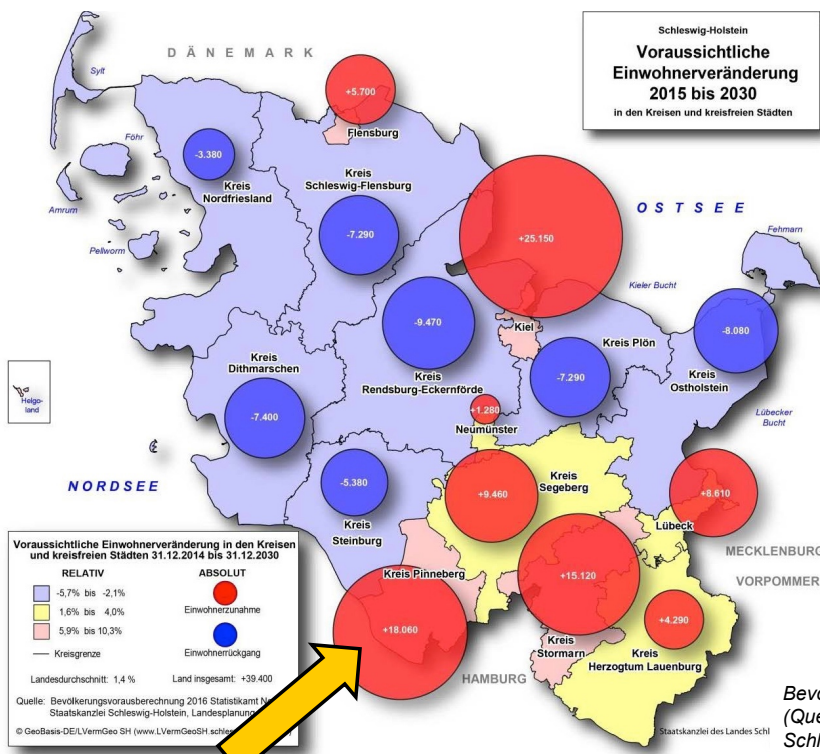 Schleswig-Holstein
Voraussichtliche
Einwohnerveränderung
2015 bis 2030
in den Kreisen und kreisfreien Städten
DÄNEMARK
Sylt
+5.700
Flensburg
Föhr
-3.380
Kreis
Nordfriesland
Kreis
Schleswig-Flensburg
Amrum
Pellworm
-7.290
OSTSEE
+25.150
Fehmarn
Kieler Bucht
-9.470
Kiel
Kreis Plön
-8.080
Kreis
Ostholstein
Kreis
Dithmarschen
Kreis
Rendsburg-Eckernförde
-7.290
Helgo-
land
-7.400
+1.280
Neumünster
Lübecker
Bucht
NORDSEE
-5.380
Kreis
Steinburg
+9.460
Kreis
Segeberg
+8.610
Lübeck
MECKLENBURG
VORPOMMER
Kreis Pinneberg
+15.120
+18.060
+4.290
Kreis
Stormarn
Kreis
Herzogtum Lauenburg
HAMBURG
Voraussichtliche Einwohnerveränderung in den Kreisen
und kreisfreien Städten 31.12.2014 bis 31.12.2030
RELATIV ABSOLUT
-5,7% bis -2,1%
1,6% bis 4,0%
5,9% bis 10,3%
Einwohnerzunahme
Einwohnerrückgang
Kreisgrenze
Landesdurchschnitt: 1,4 % Land insgesamt: +39.400
Quelle: Bevölkerungsvorausberechnung 2016 Statistikamt
Staatskanzlei Schleswig-Holstein, Landesplanung
© GeoBasis-DE/LVermGeo SH (www.LVermGeoSH.schles
Staatskanzlei des Landes Schl
Bevö
(Que
Schl